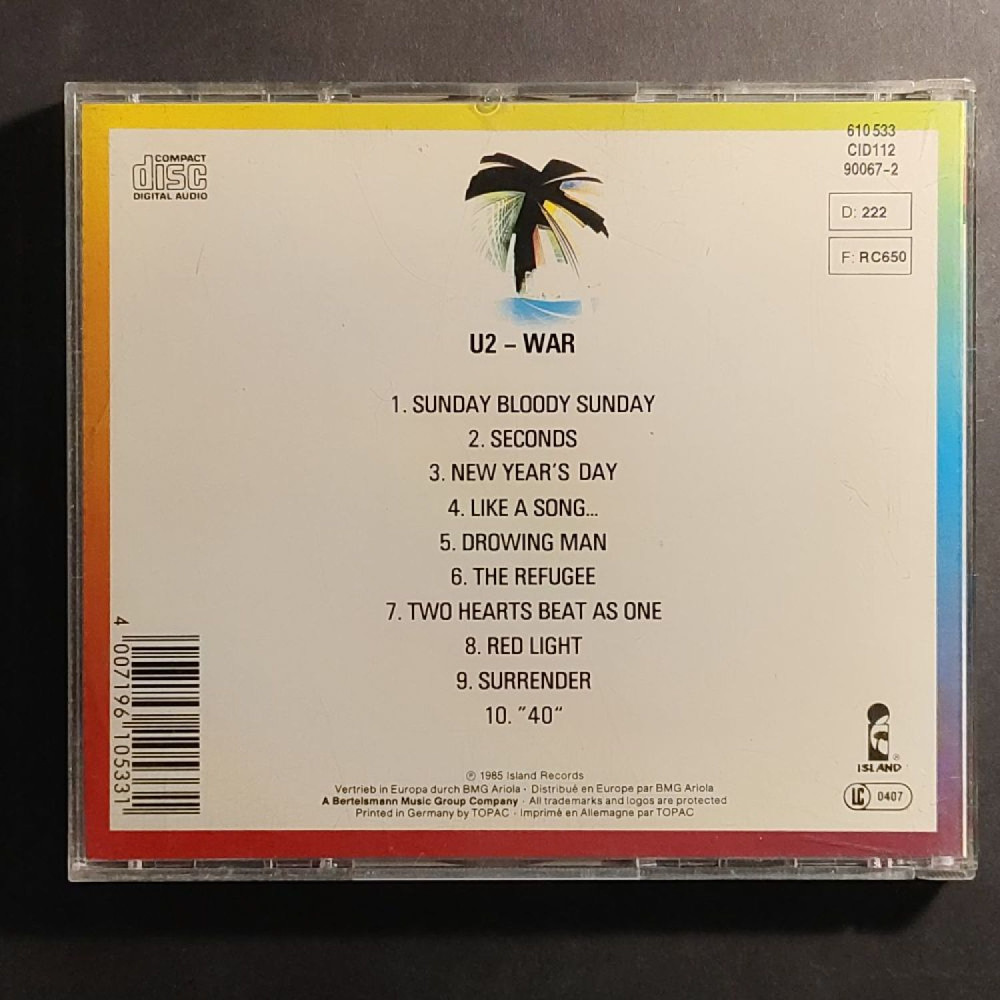 COMPACT
disc
DIGITAL AUDIO
610 533
CID112
90067-2
D: 222
F: RC650
U2 – WAR
1. SUNDAY BLOODY SUNDAY
2. SECONDS
3. NEW YEAR'S DAY
4. LIKE A SONG...
5. DROWING MAN
6. THE REFUGEE
7. TWO HEARTS BEAT AS ONE
8. RED LIGHT
9. SURRENDER
10. "40"
4 007196 105331
ISLAND ®
LC 0407
℗ 1985 Island Records
Vertrieb in Europa durch BMG Ariola · Distribué en Europe par BMG Ariola
A Bertelsmann Music Group Company · All trademarks and logos are protected
Printed in Germany by TOPAC · Imprimé en Allemagne par TOPAC